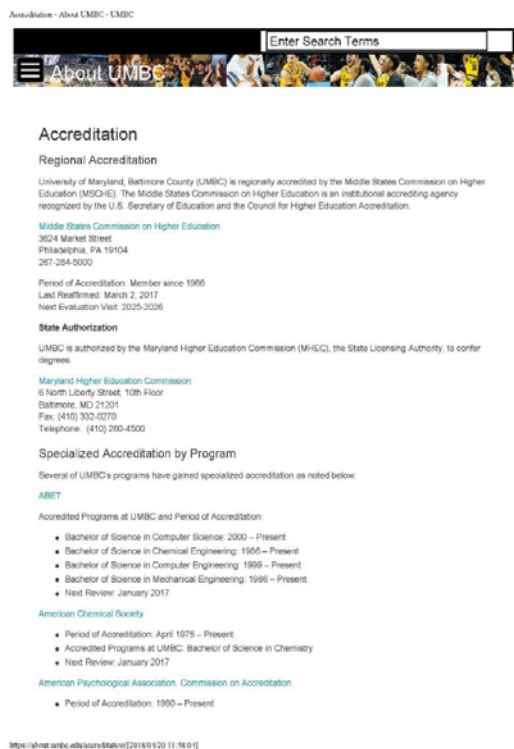 Accreditation - About UMBC - UMBC
Enter Search Terms
About UMBC
Accreditation
Regional Accreditation
University of Maryland, Baltimore County (UMBC) is regionally accredited by the Middle States Commission on Higher
Education (MSCHE). The Middle States Commission on Higher Education is an institutional accrediting agency
recognized by the U.S. Secretary of Education and the Council for Higher Education Accreditation.
Middle States Commission on Higher Education
3624 Market Street
Philadelphia, PA 19104
267-284-5000
Period of Accreditation: Member since 1966
Last Reaffirmed: March 2, 2017
Next Evaluation Visit: 2025-2026
State Authorization
UMBC is authorized by the Maryland Higher Education Commission (MHEC), the State Licensing Authority, to confer
degrees.
Maryland Higher Education Commission
6 North Liberty Street, 10th Floor
Baltimore, MD 21201
Fax: (410) 332-0270
Telephone: (410) 260-4500
Specialized Accreditation by Program
Several of UMBC's programs have gained specialized accreditation as noted below:
ABET
Accredited Programs at UMBC and Period of Accreditation:
• Bachelor of Science in Computer Science: 2000 – Present
• Bachelor of Science in Chemical Engineering: 1986 – Present
• Bachelor of Science in Computer Engineering: 1999 – Present
• Bachelor of Science in Mechanical Engineering: 1986 – Present
• Next Review: January 2017
American Chemical Society
• Period of Accreditation: April 1975 – Present
• Accredited Programs at UMBC: Bachelor of Science in Chemistry
• Next Review: January 2017
American Psychological Association, Commission on Accreditation
• Period of Accreditation: 1990 – Present
https://about.umbc.edu/accreditation/[2018/04/20 11:58:04]